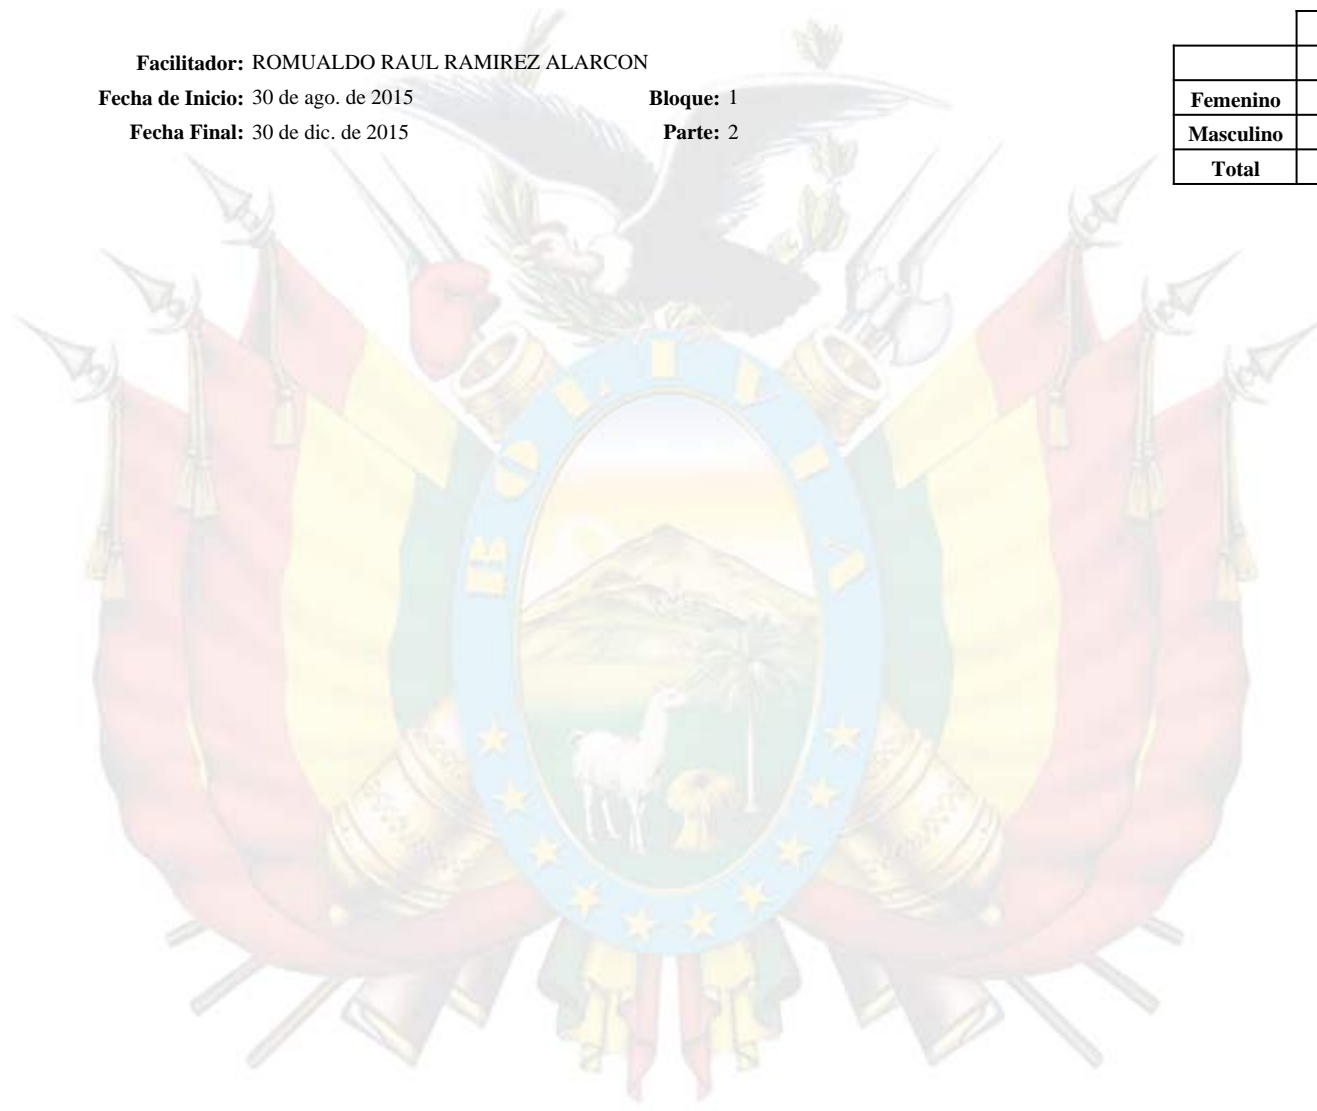 Facilitador: ROMUALDO RAUL RAMIREZ ALARCON
Fecha de Inicio: 30 de ago. de 2015 Bloque: 1
Fecha Final: 30 de dic. de 2015 Parte: 2
Femenino
Masculino
Total
BOLIVIA